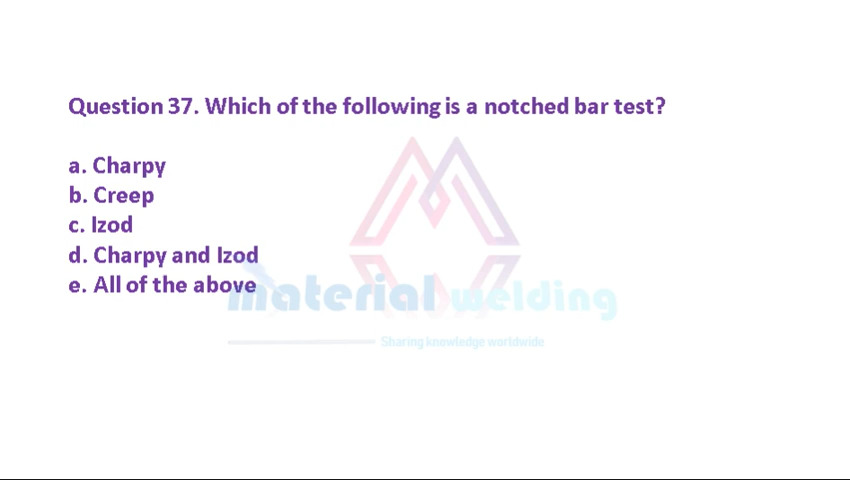 Question 37. Which of the following is a notched bar test?
a. Charpy
b. Creep
c. Izod
d. Charpy and Izod
e. All of the above
material welding
Sharing knowledge worldwide